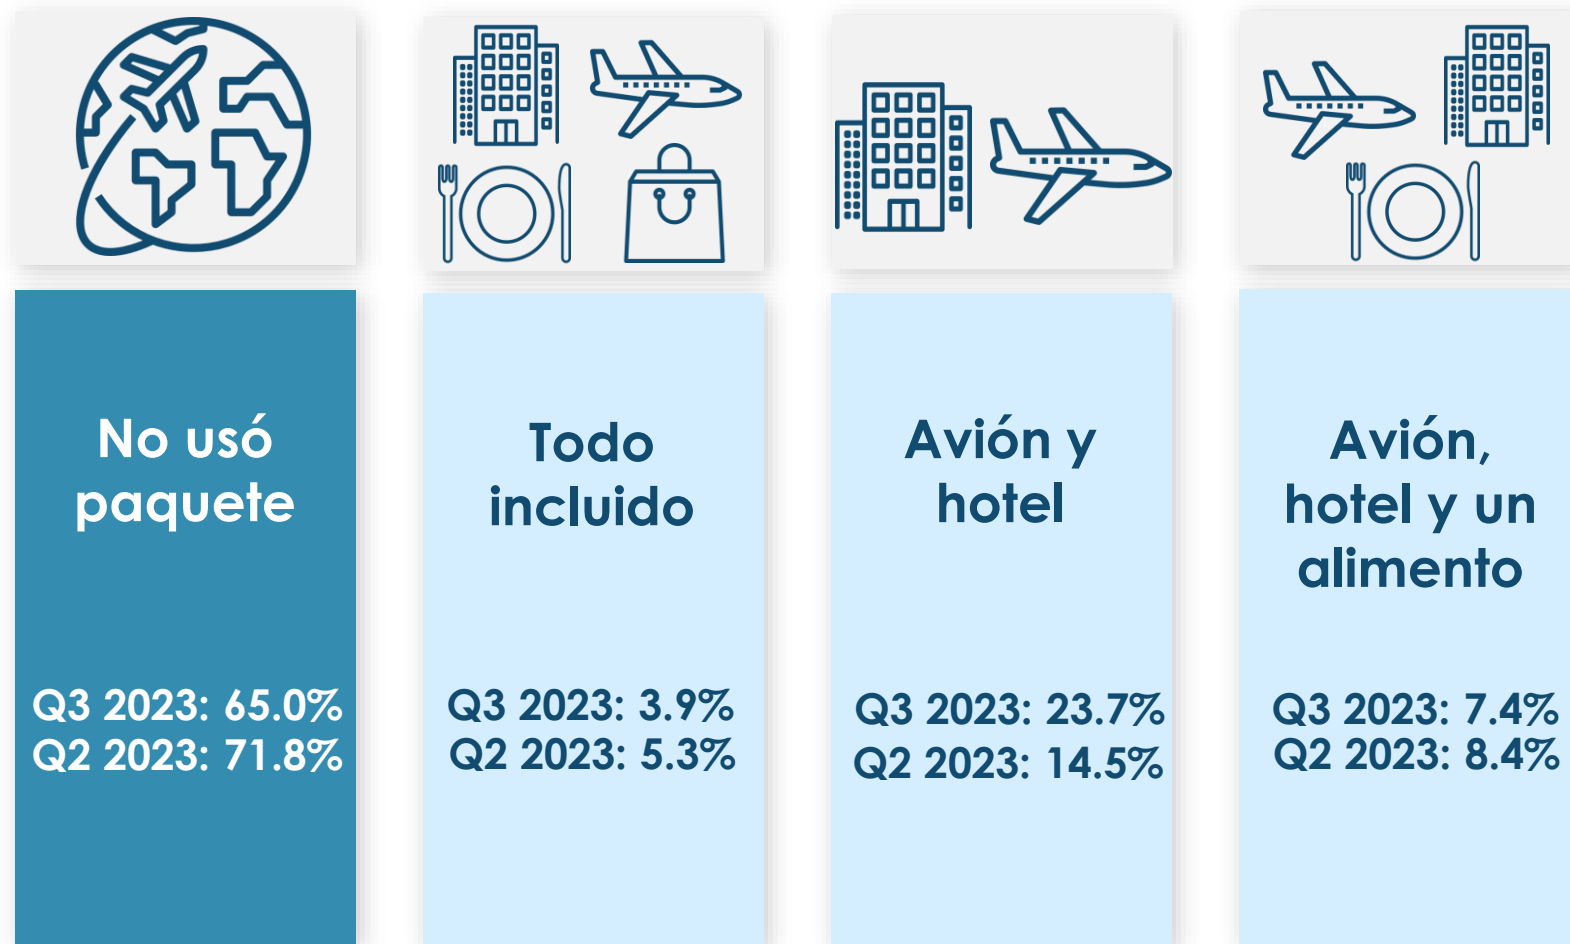 No usó
paquete
Q3 2023: 65.0%
Q2 2023: 71.8%
Todo
incluido
Q3 2023: 3.9%
Q2 2023: 5.3%
Avión y
hotel
Q3 2023: 23.7%
Q2 2023: 14.5%
Avión,
hotel y un
alimento
Q3 2023: 7.4%
Q2 2023: 8.4%